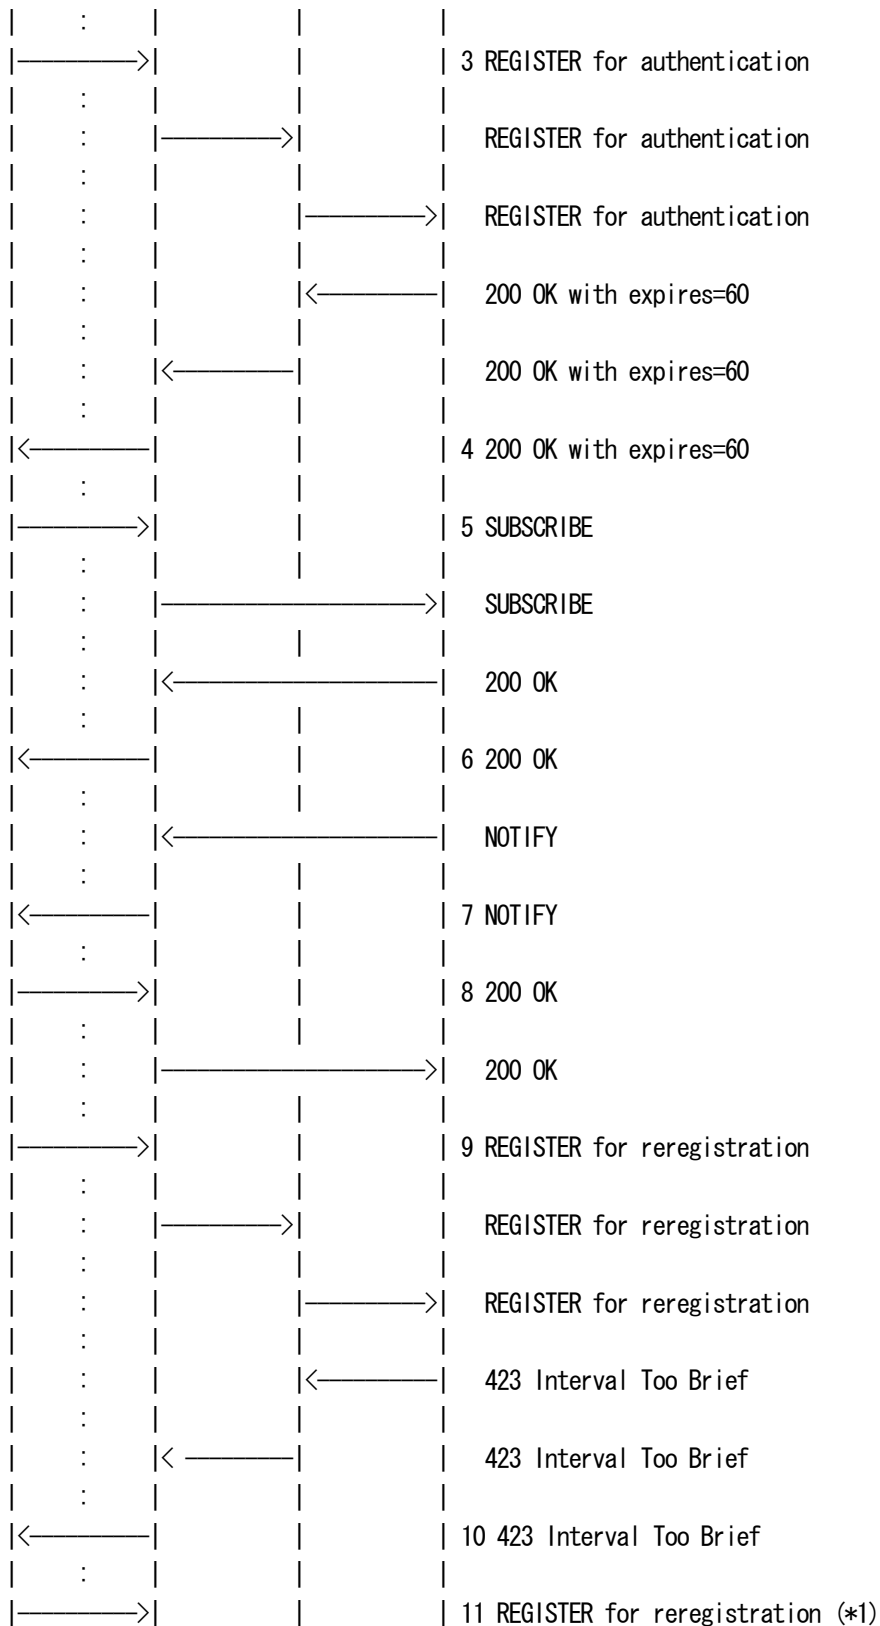 3 REGISTER for authentication
REGISTER for authentication
REGISTER for authentication
200 OK with expires=60
200 OK with expires=60
4 200 OK with expires=60
5 SUBSCRIBE
SUBSCRIBE
200 OK
6 200 OK
NOTIFY
7 NOTIFY
8 200 OK
200 OK
9 REGISTER for reregistration
REGISTER for reregistration
REGISTER for reregistration
423 Interval Too Brief
423 Interval Too Brief
10 423 Interval Too Brief
11 REGISTER for reregistration (*1)